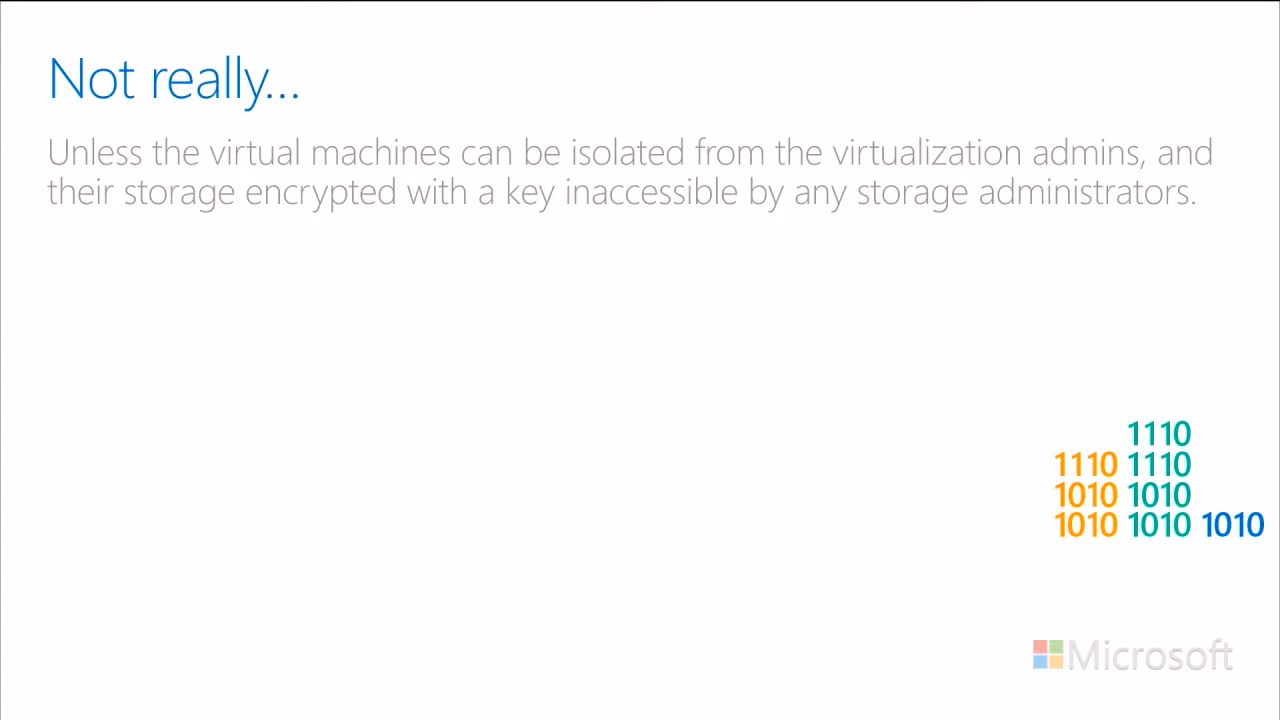 Not really...
Unless the virtual machines can be isolated from the virtualization admins, and
their storage encrypted with a key inaccessible by any storage administrators.
1110
1110 1110
1010 1010
1010 1010 1010
Microsoft